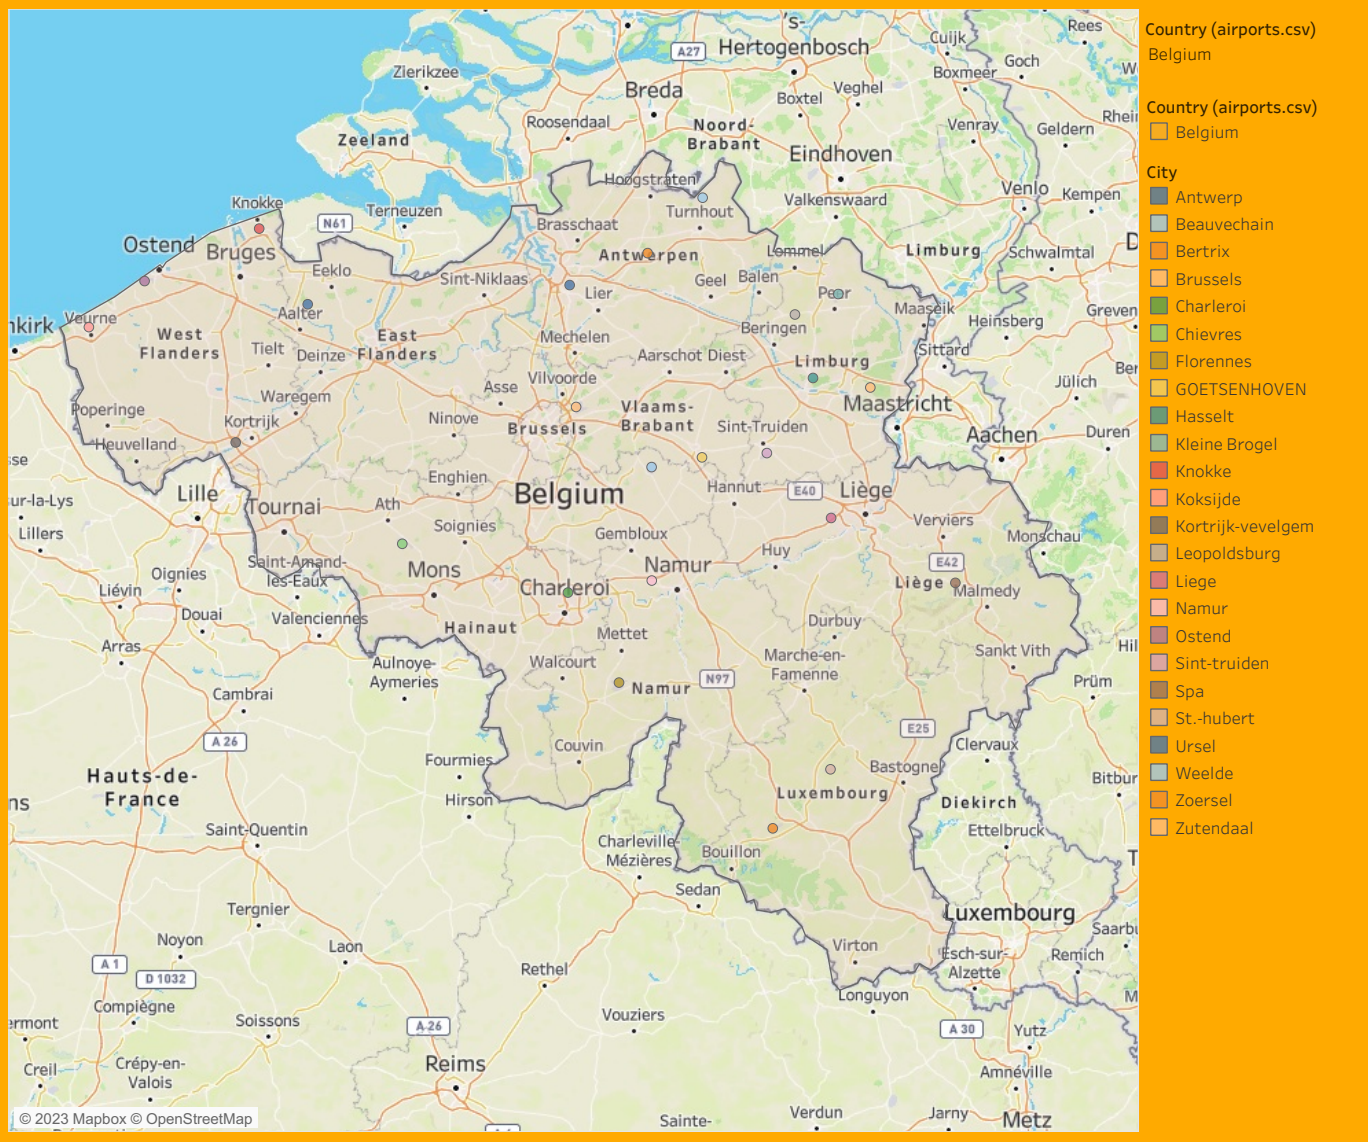 's-
Hertogenbosch
Cuijk
Rees
A27
Zierikzee
Goch
Boxmeer
Breda
Veghel
Boxtel
Roosendaal
Noord-
Brabant
Venray
Geldern
Zeeland
Eindhoven
Hoogstraten
Venlo
Kempen
Knokke
Terneuzen
Turnhout
Valkenswaard
N61
Brasschaat
Ostend
Bruges
Antwerpen
Lommel
Limburg
Schwalmtal
Eeklo
Sint-Niklaas
Geel
Balen
Lier
Peer
Maaseik
Veurne
Aalter
Heinsberg
Greven
nkirk
West
Flanders
East
Flanders
Mechelen
Beringen
Tielt
Deinze
Aarschot
Diest
Sittard
Limburg
Asse
Vilvoorde
Jülich
Waregem
Maastricht
Poperinge
Kortrijk
Ninove
Brussels
Vlaams-
Brabant
Sint-Truiden
Aachen
Duren
Heuvelland
Enghien
Lille
Belgium
Hannut
E40
Liège
sur-la-Lys
Tournai
Ath
Soignies
Gembloux
Verviers
Monschau
Lillers
Huy
Saint-Amand-
les-Eaux
Oignies
Mons
Namur
E42
Charleroi
Liège
Malmedy
Liévin
Douai
Valenciennes
Hainaut
Mettet
Durbuy
Arras
Aulnoye-
Aymeries
Walcourt
Marche-en-
Famenne
Sankt Vith
Hil
Cambrai
Namur
N97
Prüm
E25
A 26
Couvin
Clervaux
Fourmies
Bastogne
Hauts-de-
France
Bitbur
Hirson
Luxembourg
Diekirch
ns
Saint-Quentin
Ettelbruck
Charleville-
Mézières
Bouillon
Sedan
Tergnier
Luxembourg
Noyon
Laon
Virton
Saarbu
A 1
D 1032
Rethel
Esch-sur-
Alzette
Remich
Compiègne
Longuyon
Soissons
A 26
Vouziers
A 30
Yutz
ermont
Creil
Crépy-en-
Valois
Reims
Amnéville
Sainte-
Verdun
Jarny
Metz
© 2023 Mapbox © OpenStreetMap
Country (airports.csv)
Belgium
Country (airports.csv)
Belgium
City
Antwerp
Beauvechain
Bertrix
Brussels
Charleroi
Chievres
Florennes
GOETSENHOVEN
Hasselt
Kleine Brogel
Knokke
Koksijde
Kortrijk-vevelgem
Leopoldsburg
Liege
Namur
Ostend
Sint-truiden
Spa
St.-hubert
Ursel
Weelde
Zoersel
Zutendaal